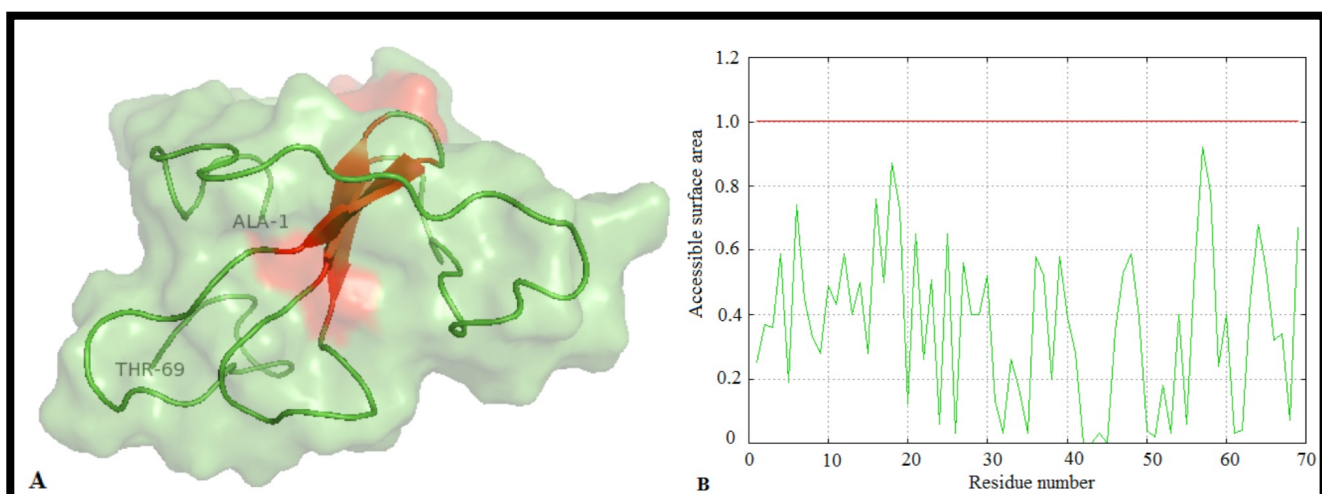 ALA-1
THR-69
A
Accessible surface area
1.2
1.0
0.8
0.6
0.4
0.2
0
0 10 20 30 40 50 60 70
Residue number
B